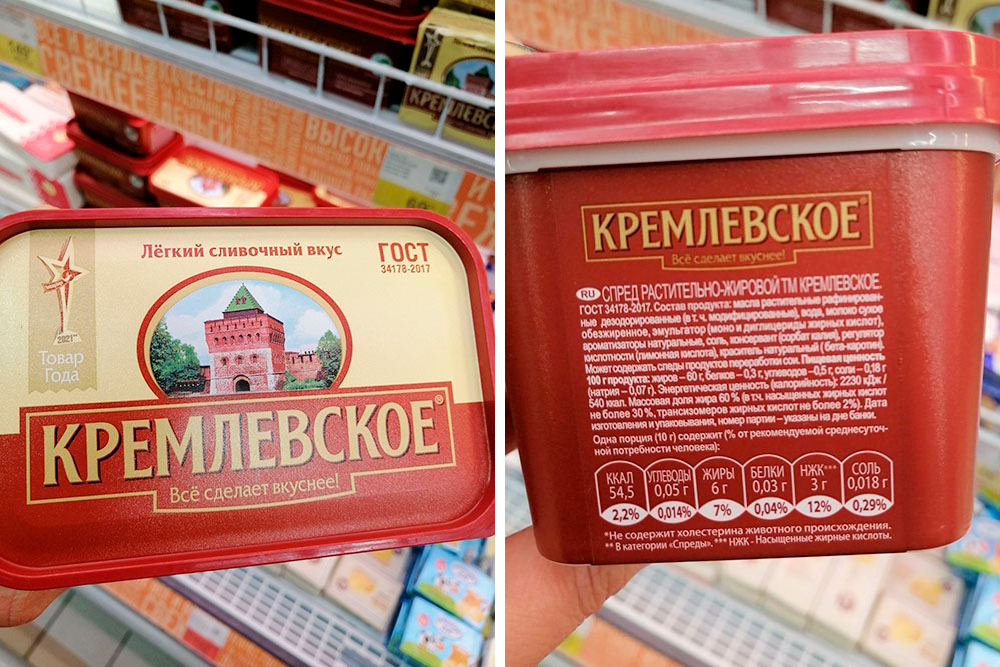 ВСЕ И ВСЕГДА
СВЕЖЕЕ
ДЕНЬГИ
ВЫСОК
КРЕМЛЕВС
Лёгкий сливочный вкус
ГОСТ
34178-2017
2021
Товар
Года
КРЕМЛЕВСКОЕ®
Всё сделает вкуснее!
КРЕМЛЕВСКОЕ®
Всё сделает вкуснее!
RU СПРЕД РАСТИТЕЛЬНО-ЖИРОВОЙ ТМ КРЕМЛЕВСКОЕ.
ГОСТ 34178-2017. Состав продукта: масла растительные рафинирован-
ные дезодорированные (в т. ч. модифицированные), вода, молоко сухое
обезжиренное, эмульгатор (моно и диглицериды жирных кислот),
ароматизаторы натуральные, соль, консервант (сорбат калия), регулятор
кислотности (лимонная кислота), краситель натуральный (бета-каротин).
Может содержать следы продуктов переработки сои. Пищевая ценность
100 г продукта: жиров – 60 г, белков – 0,3 г, углеводов –0,5 г, соли – 0,18 г
(натрия – 0,07 г). Энергетическая ценность (калорийность): 2230 кДж /
540 ккал. Массовая доля жира 60 % (в т.ч. насыщенных жирных кислот
не более 30 %, трансизомеров жирных кислот не более 2%). Дата
изготовления и упаковывания, номер партии – указаны на дне банки.
Одна порция (10 г) содержит (% от рекомендуемой среднесуточ-
ной потребности человека):
ККАЛ УГЛЕВОДЫ ЖИРЫ БЕЛКИ НЖК*** СОЛЬ
54,5 0,05 г 6 г 0,03 г 3 г 0,018 г
2,2% 0,014% 7% 0,04% 12% 0,29%
*Не содержит холестерина животного происхождения.
** В категории «Спреды». *** НЖК - Насыщенные жирные кислоты.